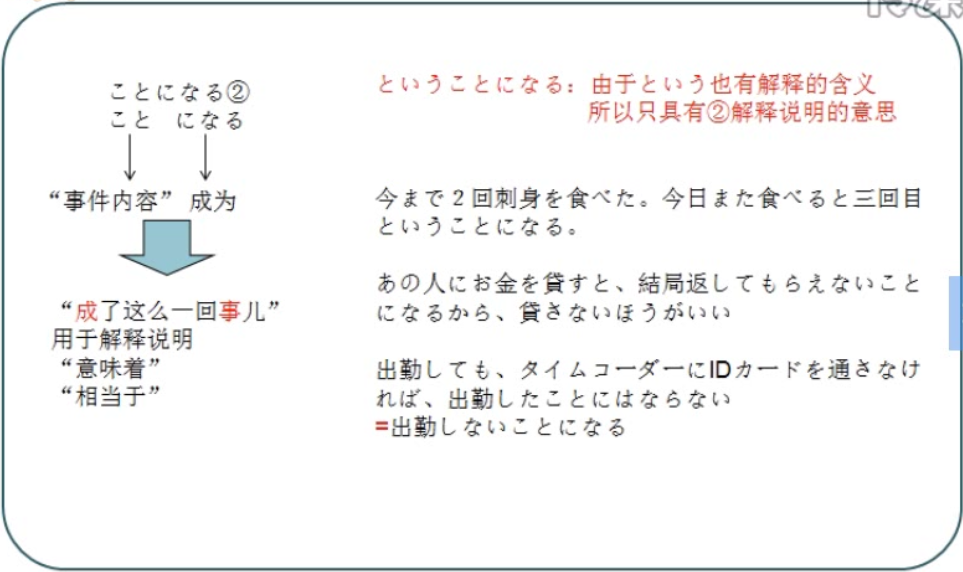 ことになる②
こと になる
“事件内容” 成为
“成了这么一回事儿”
用于解释说明
“意味着”
“相当于”
ということになる：由于という也有解释的含义
所以只具有②解释说明的意思
今まで２回刺身を食べた。今日また食べると三回目
ということになる。
あの人にお金を貸すと、結局返してもらえないこと
になるから、貸さないほうがいい
出勤しても、タイムコーダーにIDカードを通さなけ
れば、出勤したことにはならない
=出勤しないことになる